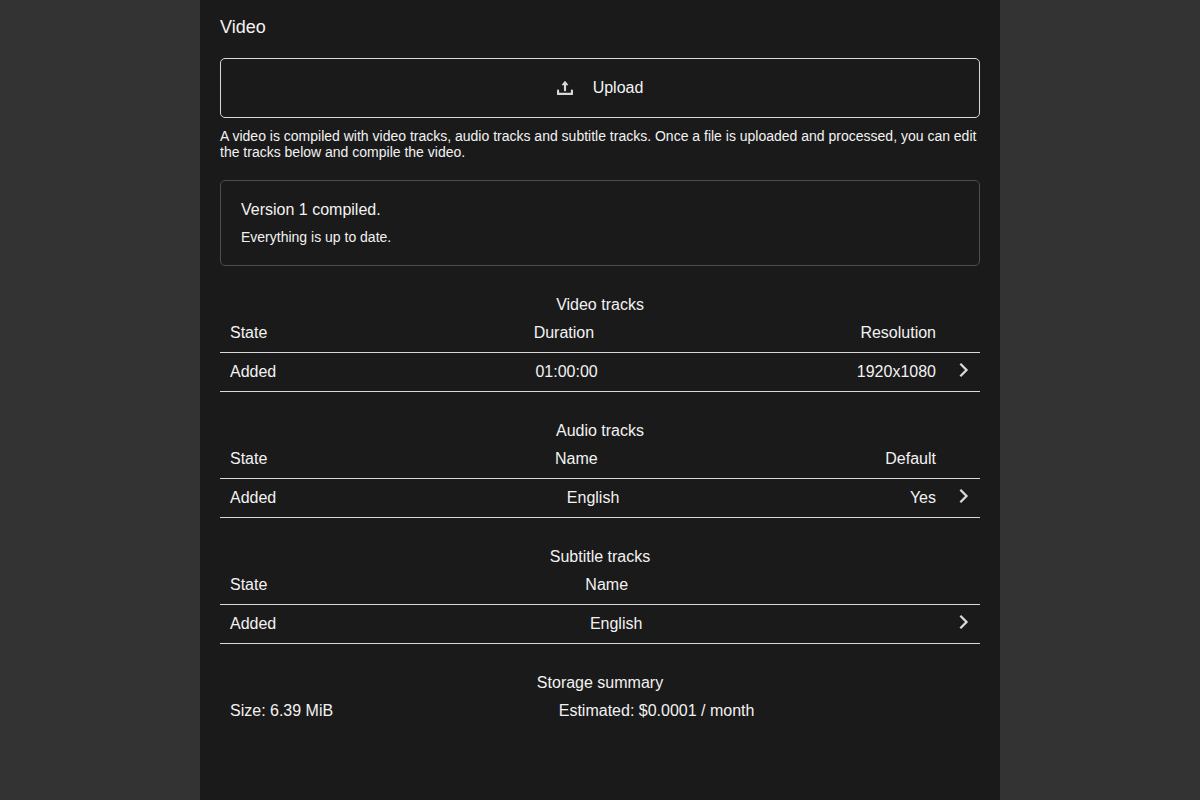 Video
Upload
A video is compiled with video tracks, audio tracks and subtitle tracks. Once a file is uploaded and processed, you can edit
the tracks below and compile the video.
Version 1 compiled.
Everything is up to date.
Video tracks
State Duration Resolution
Added 01:00:00 1920x1080
Audio tracks
State Name Default
Added English Yes
Subtitle tracks
State Name
Added English
Storage summary
Size: 6.39 MiB Estimated: $0.0001 / month